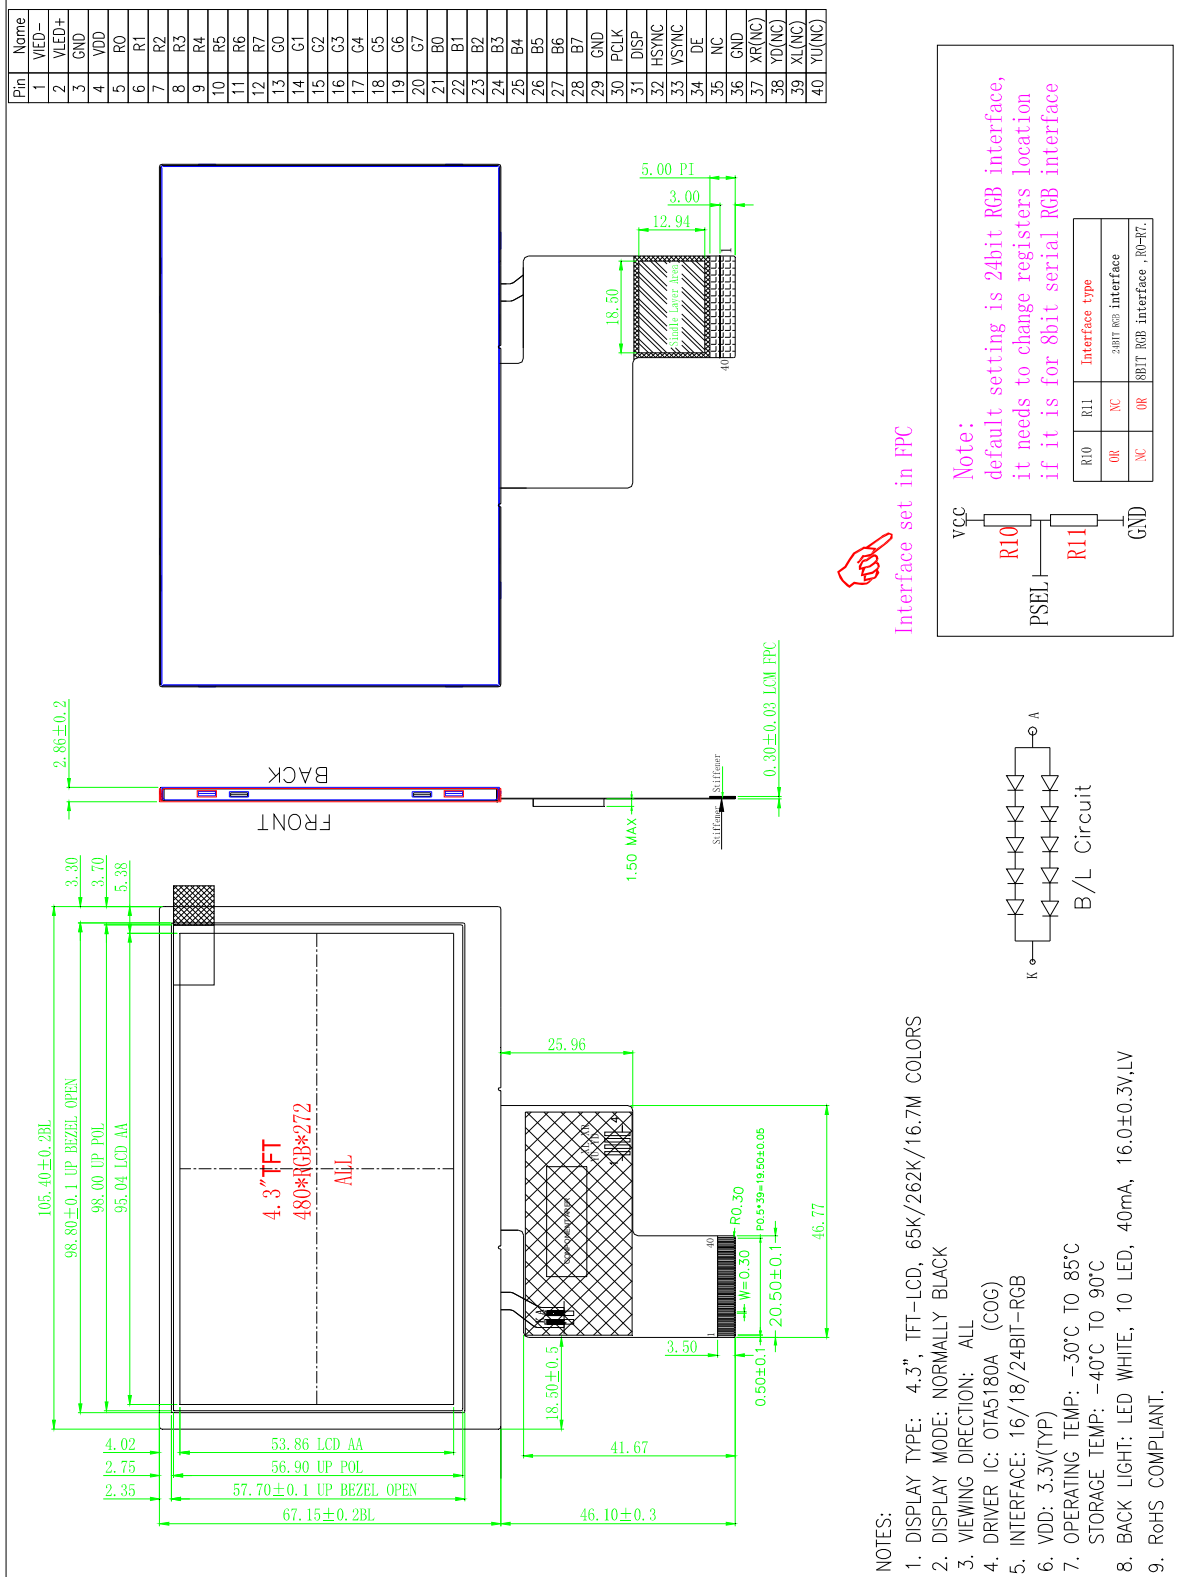 Pin Name
1 VIED-
2 VLED+
3 GND
4 VDD
5 R0
6 R1
7 R2
8 R3
9 R4
10 R5
11 R6
12 R7
13 G0
14 G1
15 G2
16 G3
17 G4
18 G5
19 G6
20 G7
21 B0
22 B1
23 B2
24 B3
25 B4
26 B5
27 B6
28 B7
29 GND
30 PCLK
31 DISP
32 HSYNC
33 VSYNC
34 DE
35 NC
36 GND
37 XR(NC)
38 YD(NC)
39 XL(NC)
40 YU(NC)
5.00 PI
3.00
12.94
18.50
Single Layer Area
1
40
2.86±0.2
BACK
FRONT
1.50 MAX
Stiffener
Stiffener
0.30±0.03 LCM FPC
3.30
3.70
5.38
105.40±0.2BL
98.80±0.1 UP BEZEL OPEN
98.00 UP POL
95.04 LCD AA
4.3"TFT
480*RGB*272
ALL
4.02
2.75
2.35
53.86 LCD AA
56.90 UP POL
57.70±0.1 UP BEZEL OPEN
67.15±0.2BL
25.96
46.77
R0.30
P0.5*39=19.50±0.05
W=0.30
20.50±0.1
0.50±0.1
3.50
18.50±0.5
41.67
46.10±0.3
1
40
Interface set in FPC
Note:
default setting is 24bit RGB interface,
it needs to change registers location
if it is for 8bit serial RGB interface
R10 R11 Interface type
0R NC 24BIT RGB interface
NC 0R 8BIT RGB interface ,R0-R7.
VCC
R10
PSEL
R11
GND
A
K
B/L Circuit
NOTES:
1. DISPLAY TYPE: 4.3", TFT-LCD, 65K/262K/16.7M COLORS
2. DISPLAY MODE: NORMALLY BLACK
3. VIEWING DIRECTION: ALL
4. DRIVER IC: OTA5180A (COG)
5. INTERFACE: 16/18/24BIT-RGB
6. VDD: 3.3V(TYP)
7. OPERATING TEMP: -30°C TO 85°C
STORAGE TEMP: -40°C TO 90°C
8. BACK LIGHT: LED WHITE, 10 LED, 40mA, 16.0±0.3V,LV
9. RoHS COMPLIANT.